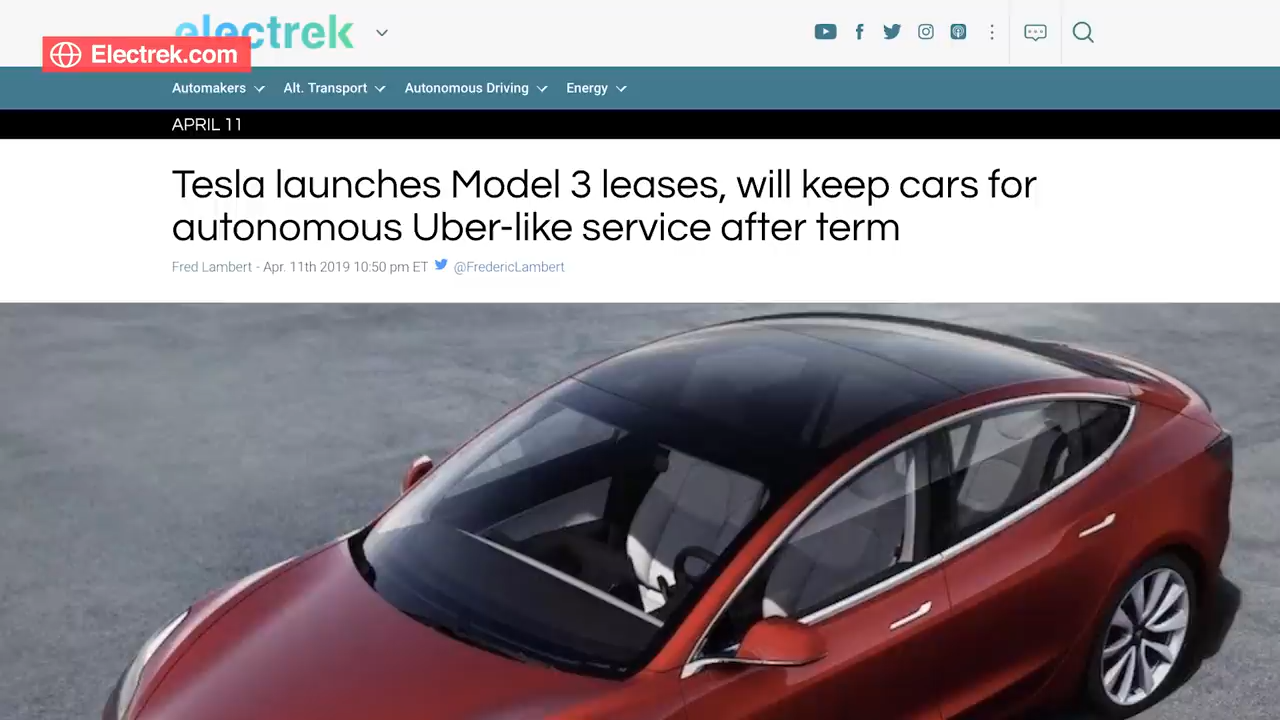 electrek
Electrek.com
Automakers Alt. Transport Autonomous Driving Energy
APRIL 11
Tesla launches Model 3 leases, will keep cars for
autonomous Uber-like service after term
Fred Lambert - Apr. 11th 2019 10:50 pm ET @FredericLambert